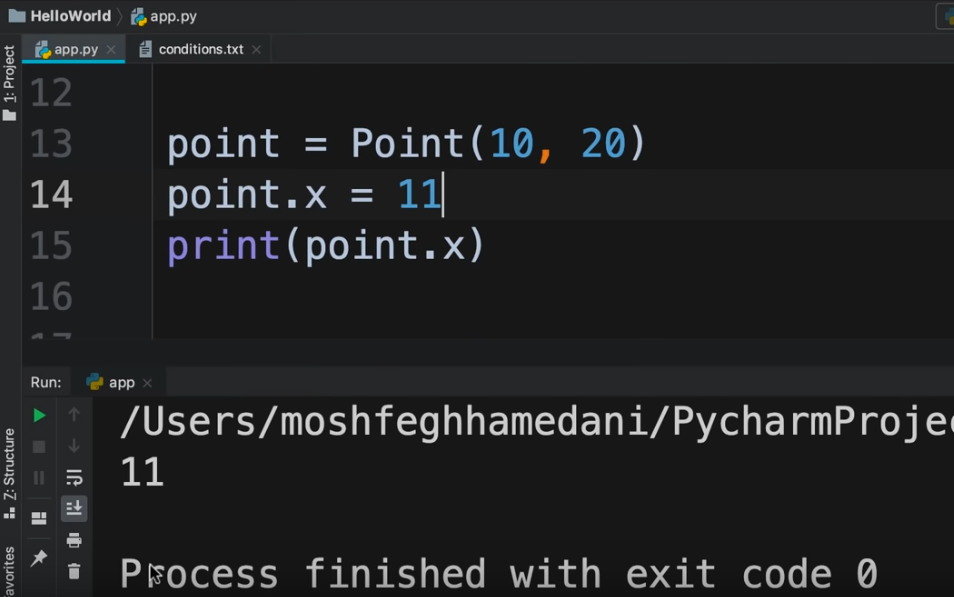 HelloWorld
app.py
app.py
conditions.txt
1: Project
12
13 point = Point(10, 20)
14 point.x = 11
15 print(point.x)
16
Run: app
/Users/moshfeghhamedani/PycharmProje
11
Process finished with exit code 0
Z: Structure
avorites